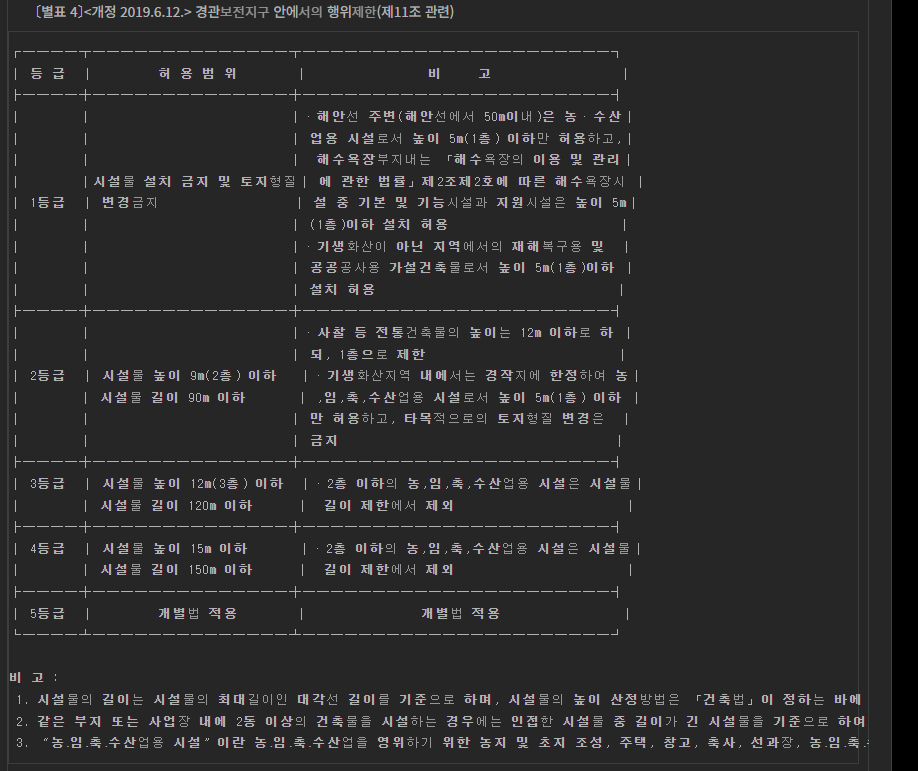 [별표 4]<개정 2019.6.12.> 경관보전지구 안에서의 행위제한(제11조 관련)
등 급 허 용 범 위 비 고
· 해안선 주변(해안선에서 50m이내)은 농·수산
업용 시설로서 높이 5m(1층) 이하만 허용하고,
해수욕장부지내는 「해수욕장의 이용 및 관리
시설물 설치 금지 및 토지형질 에 관한 법률」제2조제2호에 따른 해수욕장시
1등급 변경금지 설 중 기본 및 기능시설과 지원시설은 높이 5m
(1층)이하 설치 허용
· 기생화산이 아닌 지역에서의 재해복구용 및
공공공사용 가설건축물로서 높이 5m(1층)이하
설치 허용
· 사찰 등 전통건축물의 높이는 12m 이하로 하
되, 1층으로 제한
2등급 시설물 높이 9m(2층) 이하 · 기생화산지역 내에서는 경작지에 한정하여 농
시설물 길이 90m 이하 ,임,축,수산업용 시설로서 높이 5m(1층) 이하
만 허용하고, 타목적으로의 토지형질 변경은
금지
3등급 시설물 높이 12m(3층) 이하 · 2층 이하의 농,임,축,수산업용 시설은 시설물
시설물 길이 120m 이하 길이 제한에서 제외
4등급 시설물 높이 15m 이하 · 2층 이하의 농,임,축,수산업용 시설은 시설물
시설물 길이 150m 이하 길이 제한에서 제외
5등급 개별법 적용 개별법 적용
비 고 :
1. 시설물의 길이는 시설물의 최대길이인 대각선 길이를 기준으로 하며, 시설물의 높이 산정방법은 「건축법」이 정하는 바에
2. 같은 부지 또는 사업장 내에 2동 이상의 건축물을 시설하는 경우에는 인접한 시설물 중 길이가 긴 시설물을 기준으로 하여
3. “농.임.축.수산업용 시설”이란 농.임.축.수산업을 영위하기 위한 농지 및 초지 조성, 주택, 창고, 축사, 선과장, 농.임.축.